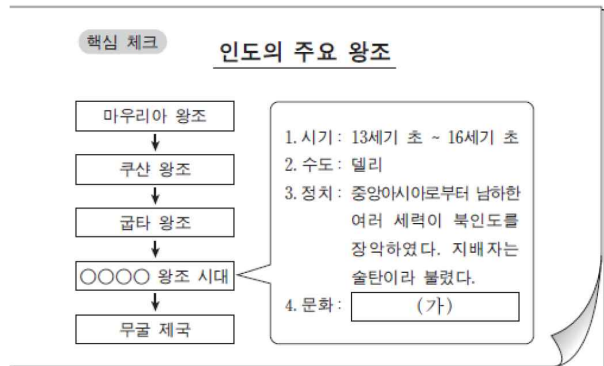 핵심 체크
인도의 주요 왕조
마우리아 왕조
쿠샨 왕조
굽타 왕조
○○○○ 왕조 시대
무굴 제국
1. 시기 : 13세기 초 ~ 16세기 초
2. 수도 : 델리
3. 정치 : 중앙아시아로부터 남하한
여러 세력이 북인도를
장악하였다. 지배자는
술탄이라 불렸다.
4. 문화 : (가)